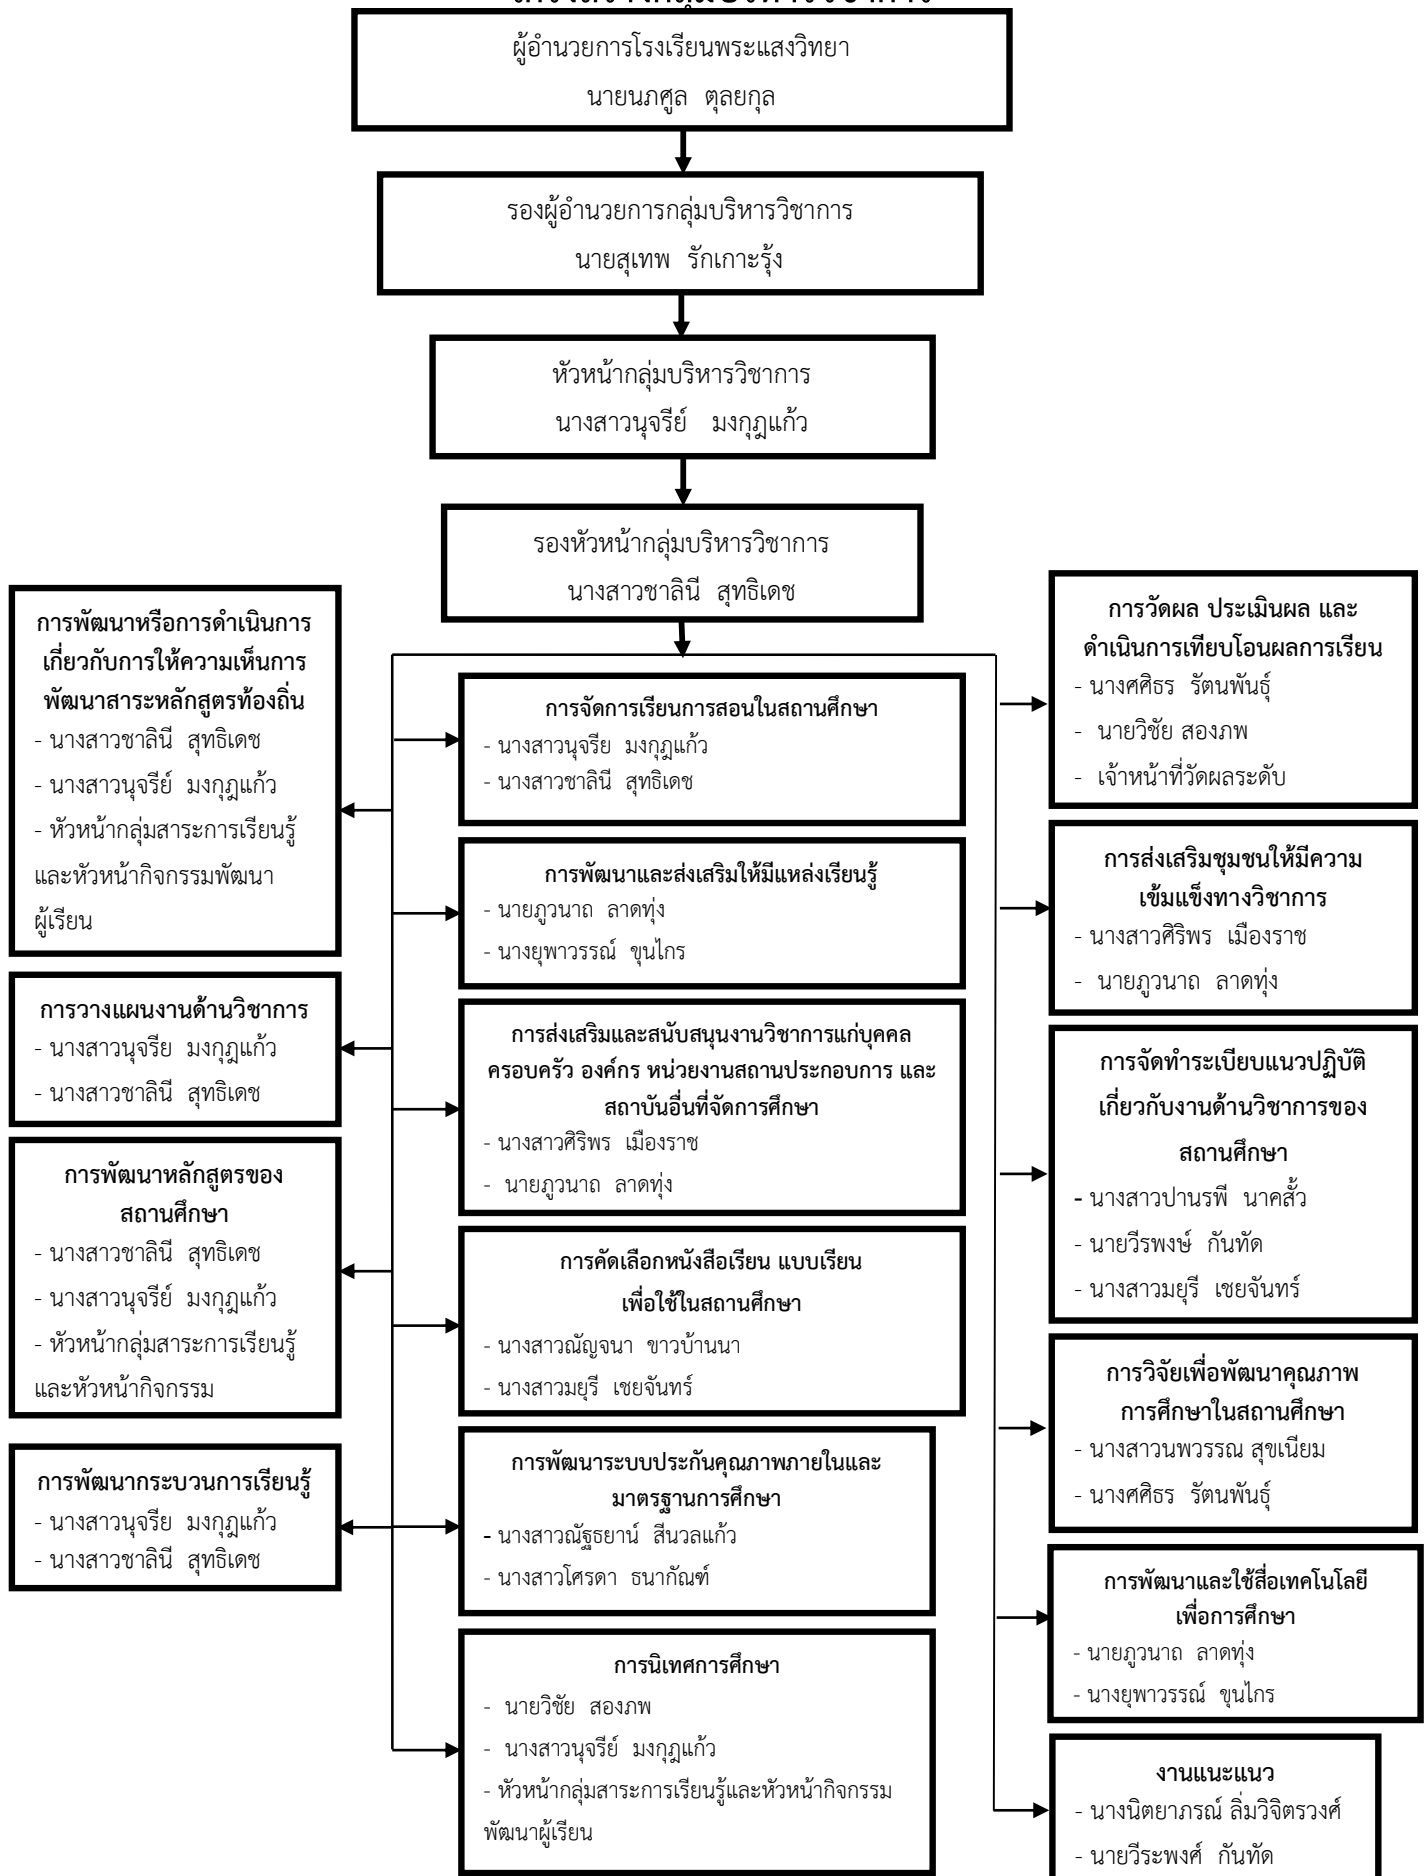 ผู้อำนวยการโรงเรียนพระแสงวิทยา
นายนภศูล ตุลยกุล
รองผู้อำนวยการกลุ่มบริหารวิชาการ
นายสุเทพ รักเกาะรุ้ง
หัวหน้ากลุ่มบริหารวิชาการ
นางสาวนุจรีย์ มงกุฎแก้ว
รองหัวหน้ากลุ่มบริหารวิชาการ
นางสาวชาลินี สุทธิเดช
การพัฒนาหรือการดำเนินการ
เกี่ยวกับการให้ความเห็นการ
พัฒนาสาระหลักสูตรท้องถิ่น
- นางสาวชาลินี สุทธิเดช
- นางสาวนุจรีย์ มงกุฎแก้ว
- หัวหน้ากลุ่มสาระการเรียนรู้
และหัวหน้ากิจกรรมพัฒนา
ผู้เรียน
การวางแผนงานด้านวิชาการ
- นางสาวนุจรีย มงกุฎแก้ว
- นางสาวชาลินี สุทธิเดช
การพัฒนาหลักสูตรของ
สถานศึกษา
- นางสาวชาลินี สุทธิเดช
- นางสาวนุจรีย์ มงกุฎแก้ว
- หัวหน้ากลุ่มสาระการเรียนรู้
และหัวหน้ากิจกรรม
การพัฒนากระบวนการเรียนรู้
- นางสาวนุจรีย มงกุฎแก้ว
- นางสาวชาลินี สุทธิเดช
การจัดการเรียนการสอนในสถานศึกษา
- นางสาวนุจรีย มงกุฎแก้ว
- นางสาวชาลินี สุทธิเดช
การพัฒนาและส่งเสริมให้มีแหล่งเรียนรู้
- นายภูวนาถ ลาดทุ่ง
- นางยุพาวรรณ์ ขุนไกร
การส่งเสริมและสนับสนุนงานวิชาการแก่บุคคล
ครอบครัว องค์กร หน่วยงานสถานประกอบการ และ
สถาบันอื่นที่จัดการศึกษา
- นางสาวศิริพร เมืองราช
- นายภูวนาถ ลาดทุ่ง
การคัดเลือกหนังสือเรียน แบบเรียน
เพื่อใช้ในสถานศึกษา
- นางสาวณัญจนา ขาวบ้านนา
- นางสาวมยุรี เชยจันทร์
การพัฒนาระบบประกันคุณภาพภายในและ
มาตรฐานการศึกษา
- นางสาวณัฐธยาน์ สีนวลแก้ว
- นางสาวโศรดา ธนากัณฑ์
การนิเทศการศึกษา
- นายวิชัย สองภพ
- นางสาวนุจรีย์ มงกุฎแก้ว
- หัวหน้ากลุ่มสาระการเรียนรู้และหัวหน้ากิจกรรม
พัฒนาผู้เรียน
การวัดผล ประเมินผล และ
ดำเนินการเทียบโอนผลการเรียน
- นางศศิธร รัตนพันธุ์
- นายวิชัย สองภพ
- เจ้าหน้าที่วัดผลระดับ
การส่งเสริมชุมชนให้มีความ
เข้มแข็งทางวิชาการ
- นางสาวศิริพร เมืองราช
- นายภูวนาถ ลาดทุ่ง
การจัดทำระเบียบแนวปฏิบัติ
เกี่ยวกับงานด้านวิชาการของ
สถานศึกษา
- นางสาวปานรพี นาคสั้ว
- นายวีรพงษ์ กันทัด
- นางสาวมยุรี เชยจันทร์
การวิจัยเพื่อพัฒนาคุณภาพ
การศึกษาในสถานศึกษา
- นางสาวนพวรรณ สุขเนียม
- นางศศิธร รัตนพันธุ์
การพัฒนาและใช้สื่อเทคโนโลยี
เพื่อการศึกษา
- นายภูวนาถ ลาดทุ่ง
- นางยุพาวรรณ์ ขุนไกร
งานแนะแนว
- นางนิตยาภรณ์ ลิ่มวิจิตรวงศ์
- นายวีระพงศ์ กันทัด